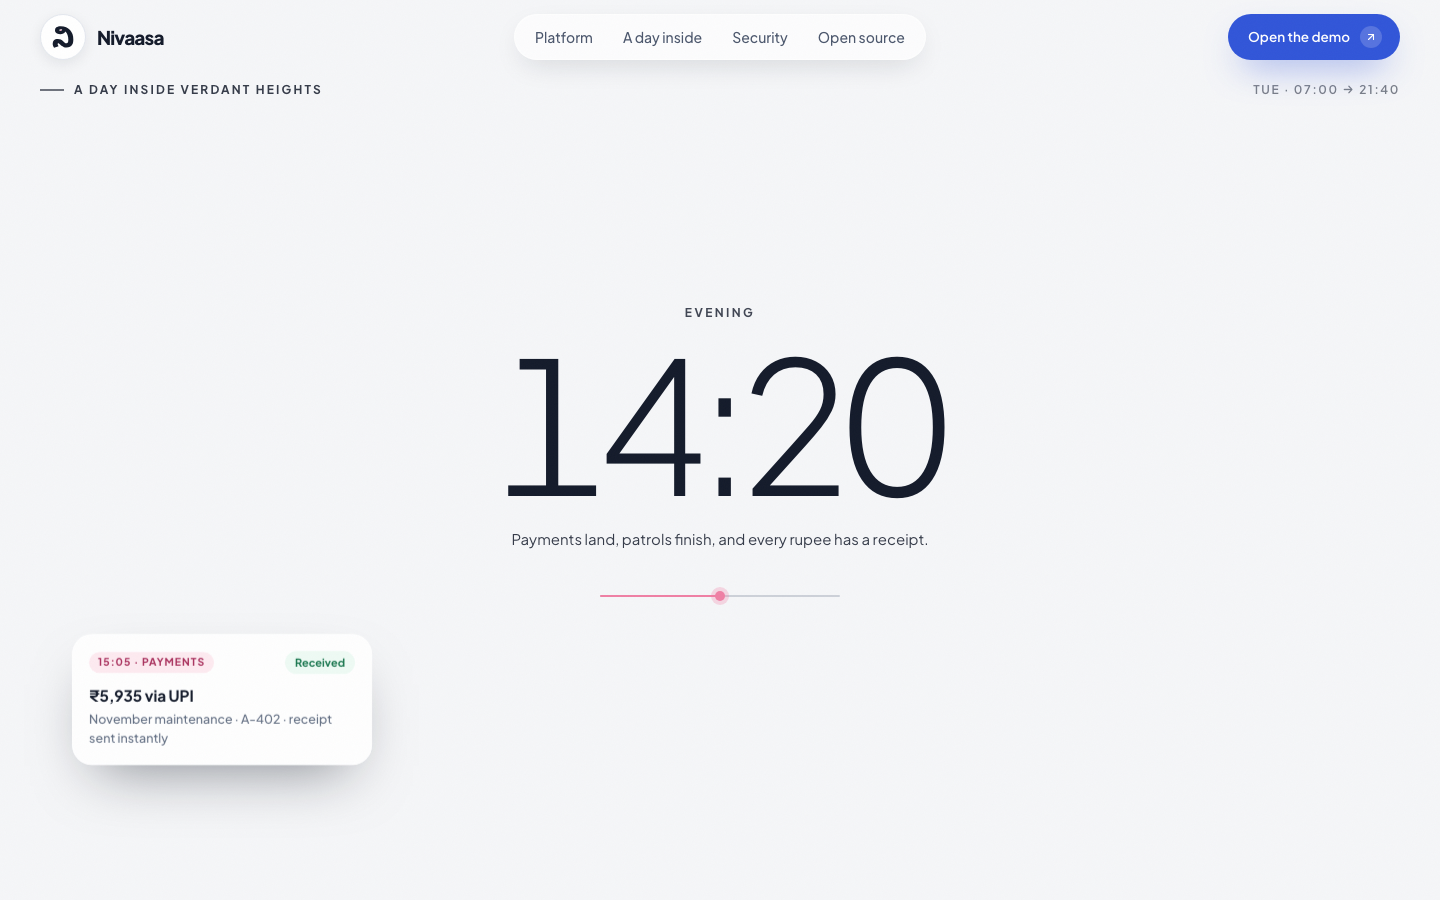 Nivaasa
Platform
A day inside
Security
Open source
Open the demo
A DAY INSIDE VERDANT HEIGHTS
TUE · 07:00 → 21:40
EVENING
14:20
Payments land, patrols finish, and every rupee has a receipt.
15:05 · PAYMENTS
Received
₹5,935 via UPI
November maintenance · A-402 · receipt
sent instantly